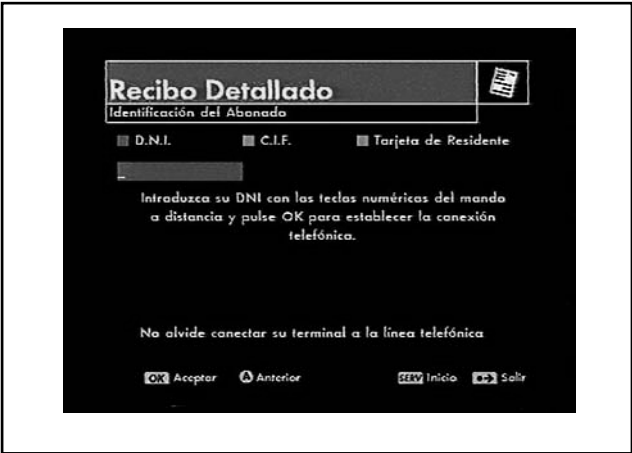 Recibo Detallado
Identificación del Abonado
D.N.I. C.I.F. Tarjeta de Residente
Introduzca su DNI con las teclas numéricas del mando
a distancia y pulse OK para establecer la conexión
telefónica.
No olvide conectar su terminal a la línea telefónica
OK Aceptar A Anterior SERV Inicio Salir